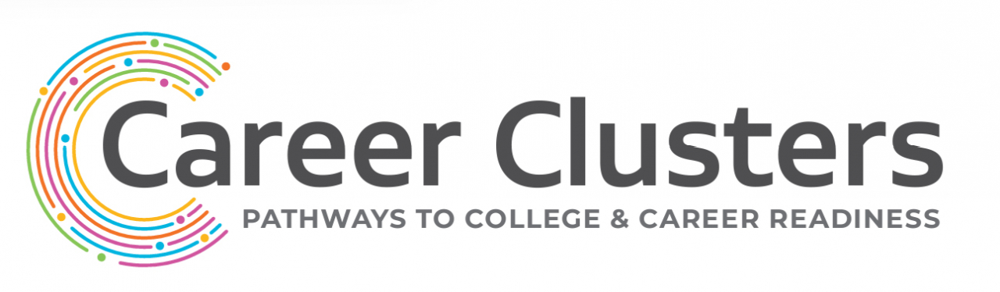 Career Clusters
PATHWAYS TO COLLEGE & CAREER READINESS